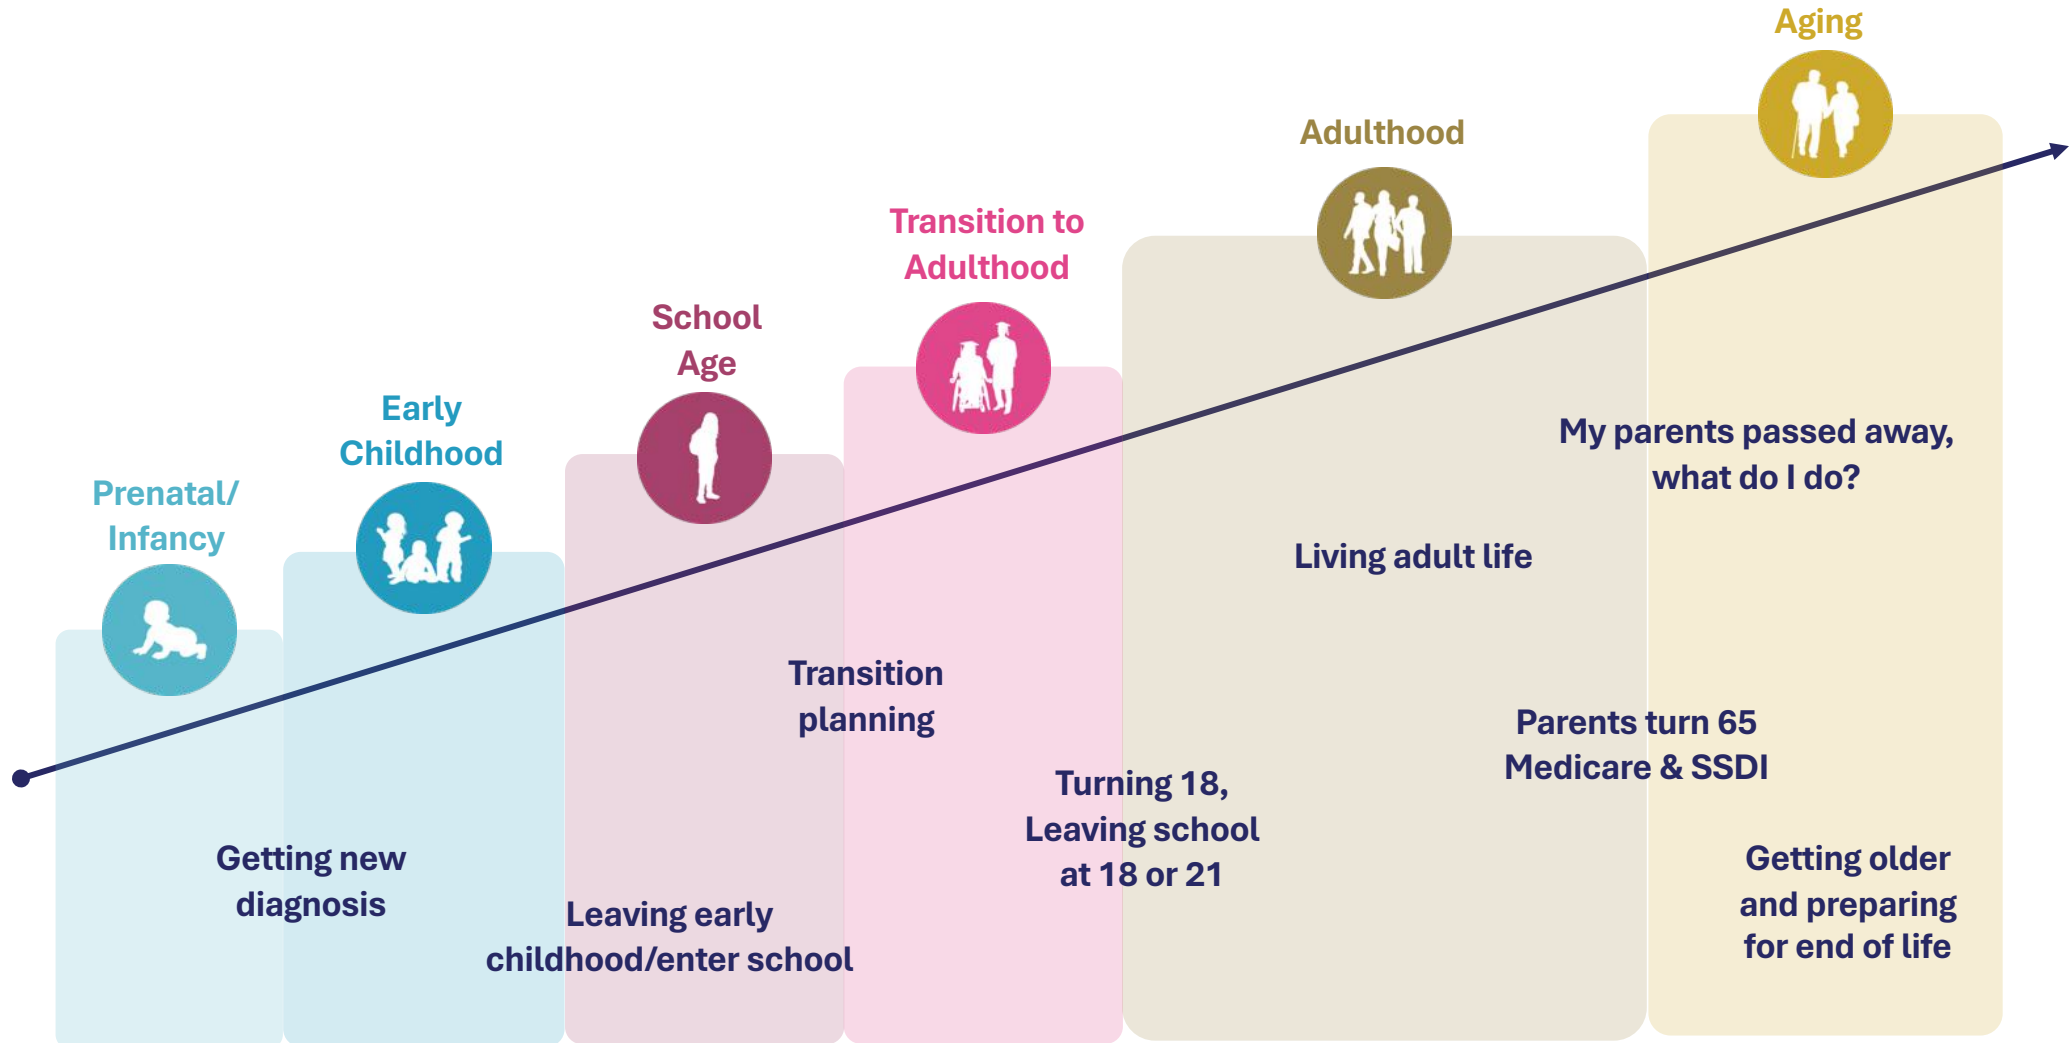 Prenatal/
Infancy
Early
Childhood
School
Age
Transition to
Adulthood
Adulthood
Aging
Getting new
diagnosis
Leaving early
childhood/enter school
Transition
planning
Turning 18,
Leaving school
at 18 or 21
Living adult life
My parents passed away,
what do I do?
Parents turn 65
Medicare & SSDI
Getting older
and preparing
for end of life